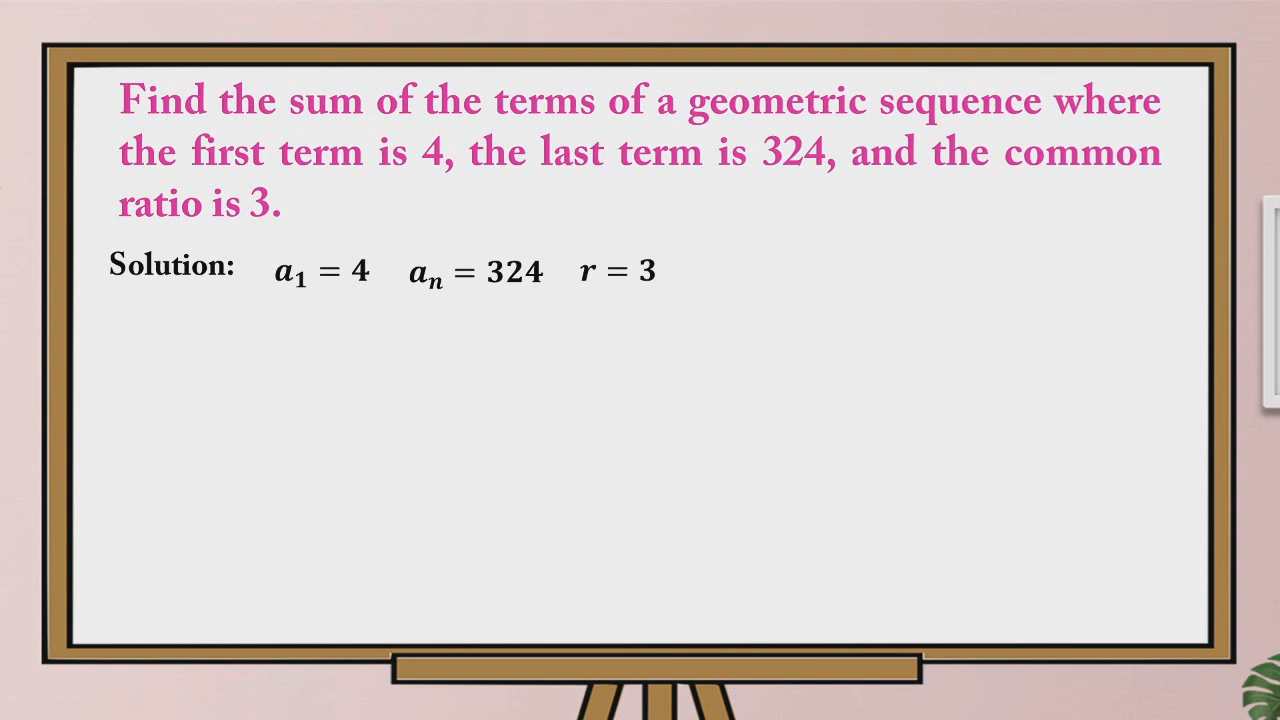 Find the sum of the terms of a geometric sequence where
the first term is 4, the last term is 324, and the common
ratio is 3.
Solution: a₁ = 4 aₙ = 324 r = 3